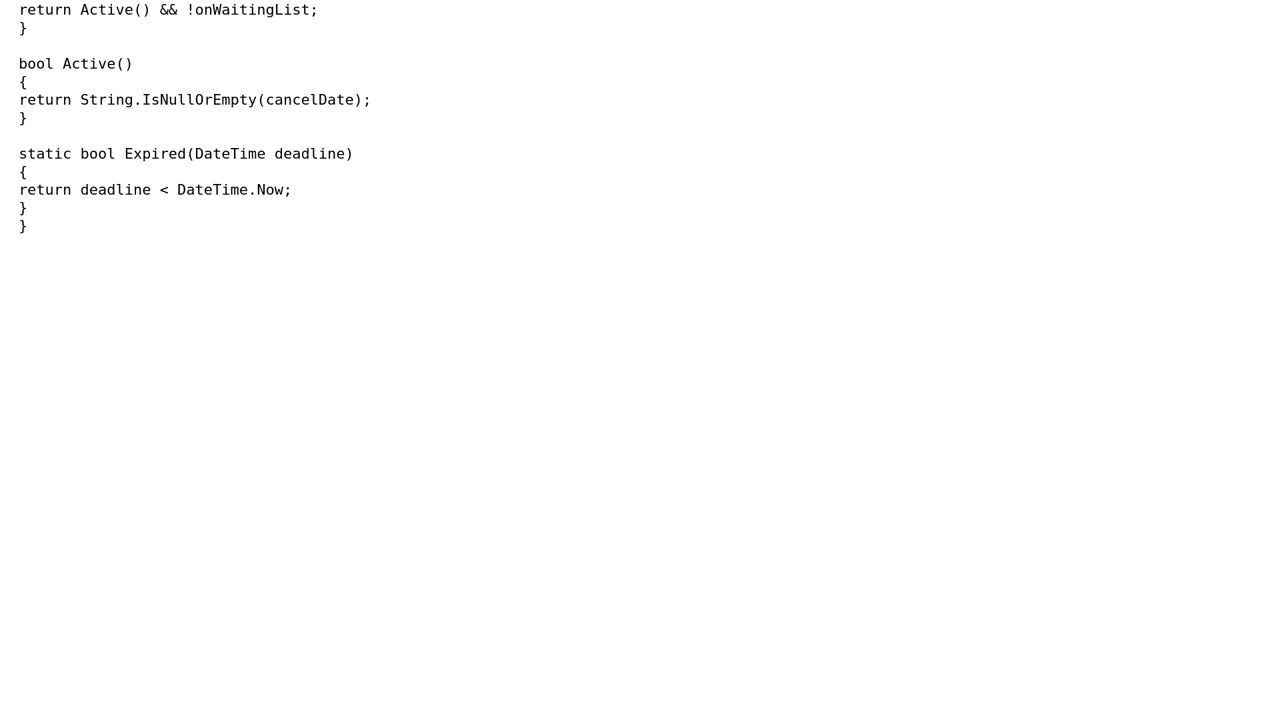 return Active() && !onWaitingList;
}

bool Active()
{
return String.IsNullOrEmpty(cancelDate);
}

static bool Expired(DateTime deadline)
{
return deadline < DateTime.Now;
}
}